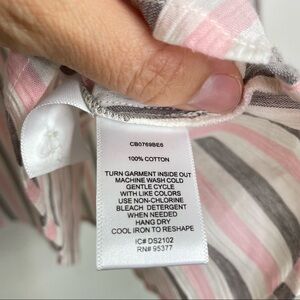 CB0769BE6
100% COTTON
TURN GARMENT INSIDE OUT
MACHINE WASH COLD
GENTLE CYCLE
WITH LIKE COLORS
USE NON-CHLORINE
BLEACH DETERGENT
WHEN NEEDED
HANG DRY
COOL IRON TO RESHAPE
IC# DS2102
RN# 95377